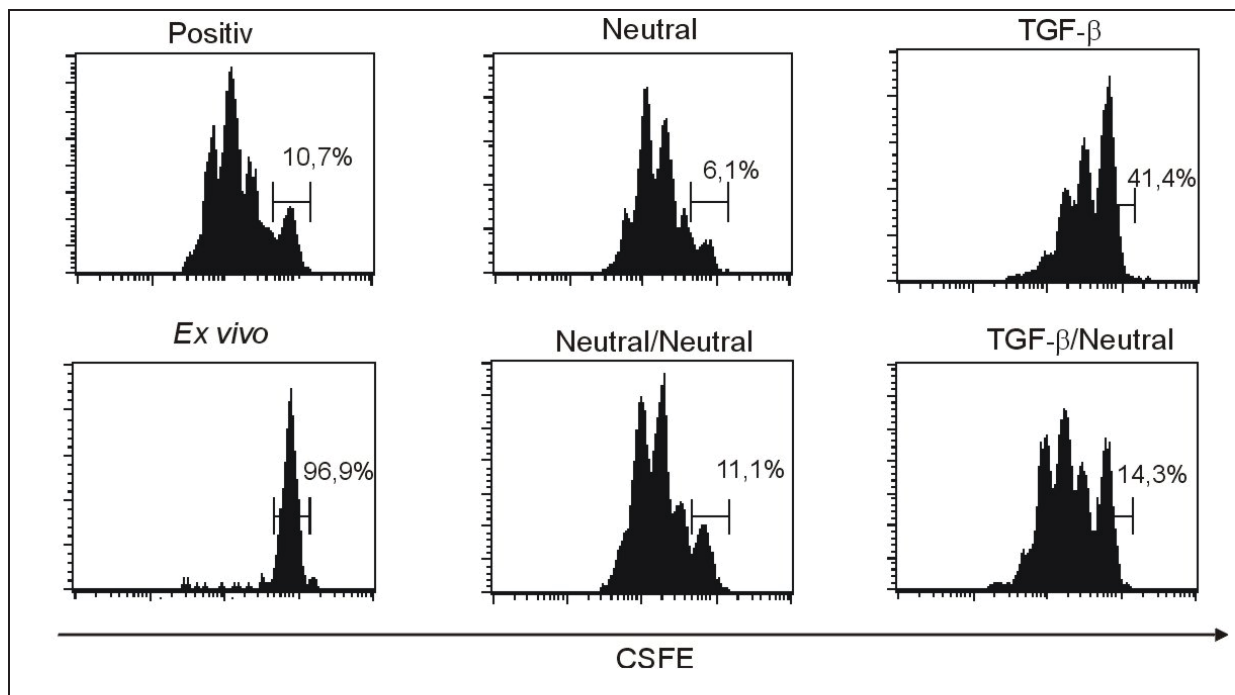 Positiv
Neutral
TGF-β
10,7%
6,1%
41,4%
Ex vivo
Neutral/Neutral
TGF-β/Neutral
96,9%
11,1%
14,3%
CSFE